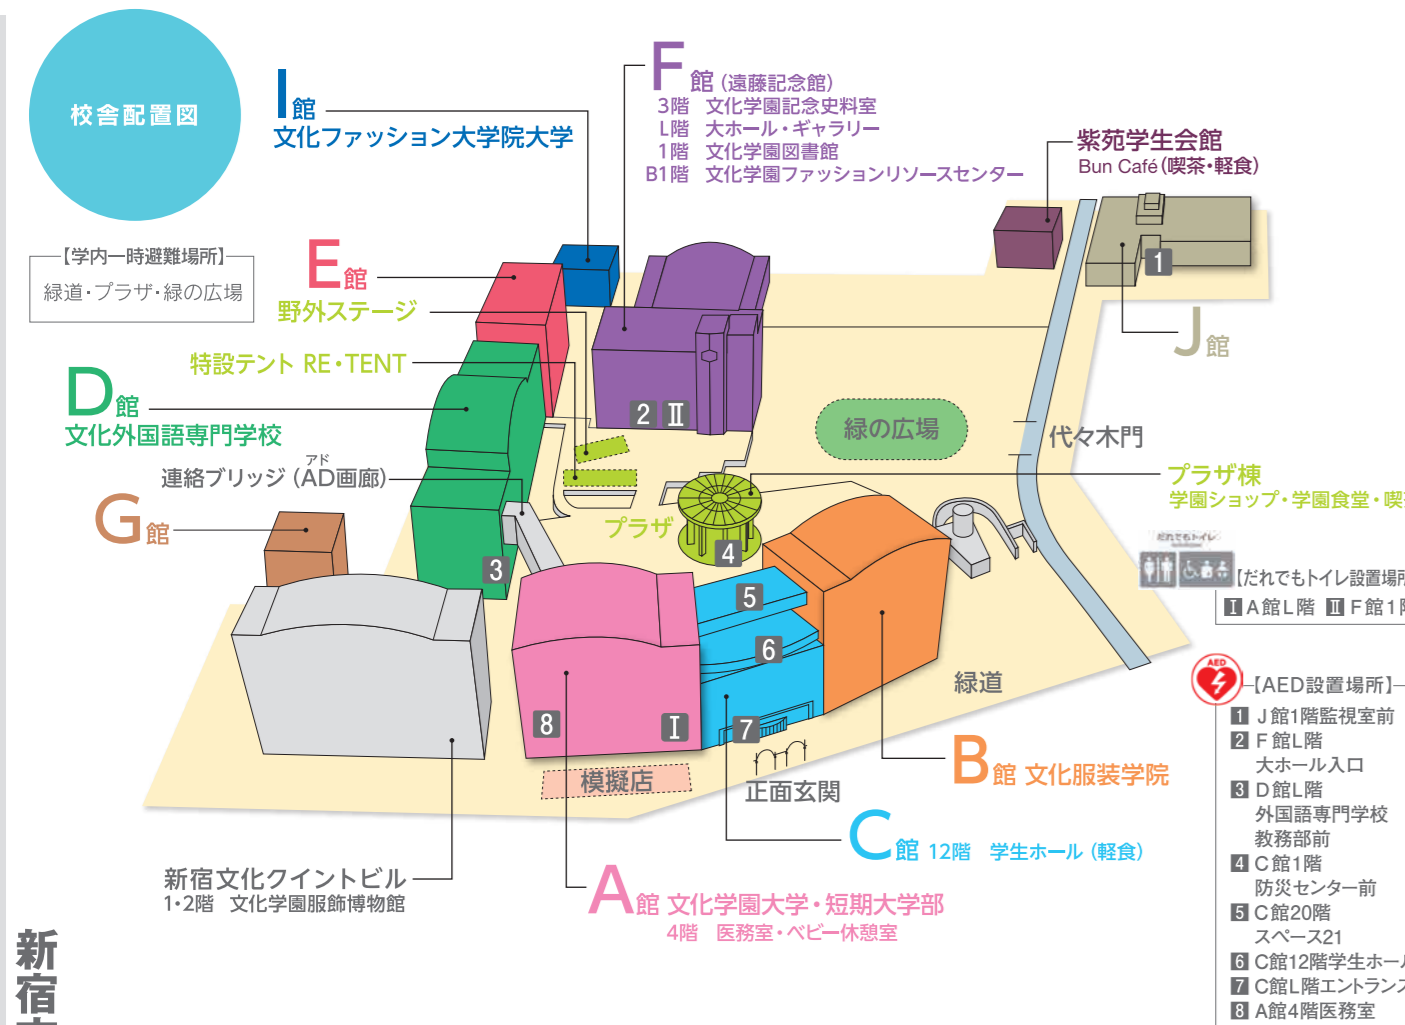 校舎配置図
【学内一時避難場所】
緑道・プラザ・緑の広場
I館
文化ファッション大学院大学
F館（遠藤記念館）
3階　文化学園記念史料室
L階　大ホール・ギャラリー
1階　文化学園図書館
B1階　文化学園ファッションリソースセンター
紫苑学生会館
Bun Café（喫茶・軽食）
1
J館
E館
野外ステージ
特設テント RE・TENT
D館
文化外国語専門学校
アド
連絡ブリッジ（AD画廊）
G館
2 Ⅱ
緑の広場
代々木門
プラザ棟
学園ショップ・学園食堂・喫
プラザ
4
3
5
6
7
8
Ⅰ
緑道
模擬店
正面玄関
B館 文化服装学院
C館 12階　学生ホール（軽食）
A館 文化学園大学・短期大学部
4階　医務室・ベビー休憩室
新宿文化クイントビル
1・2階　文化学園服飾博物館
だれでもトイレ
【だれでもトイレ設置場所
Ⅰ A館L階 Ⅱ F館1階
AED
【AED設置場所】
1 J館1階監視室前
2 F館L階
大ホール入口
3 D館L階
外国語専門学校
教務部前
4 C館1階
防災センター前
5 C館20階
スペース21
6 C館12階学生ホール
7 C館L階エントランス
8 A館4階医務室
新宿